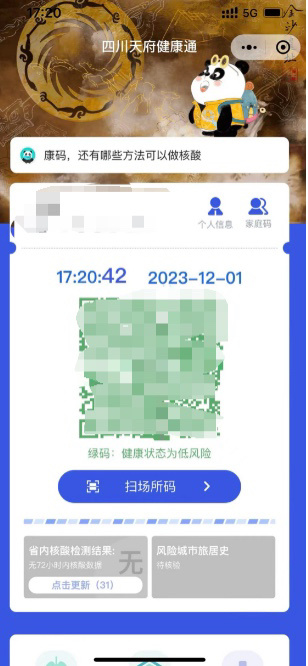 17:20
5G
四川天府健康通
康码，还有哪些方法可以做核酸
个人信息
家庭码
17:20:42 2023-12-01
绿码：健康状态为低风险
扫场所码
省内核酸检测结果:
无72小时内核酸数据
无
点击更新（31）
风险城市旅居史
待核验